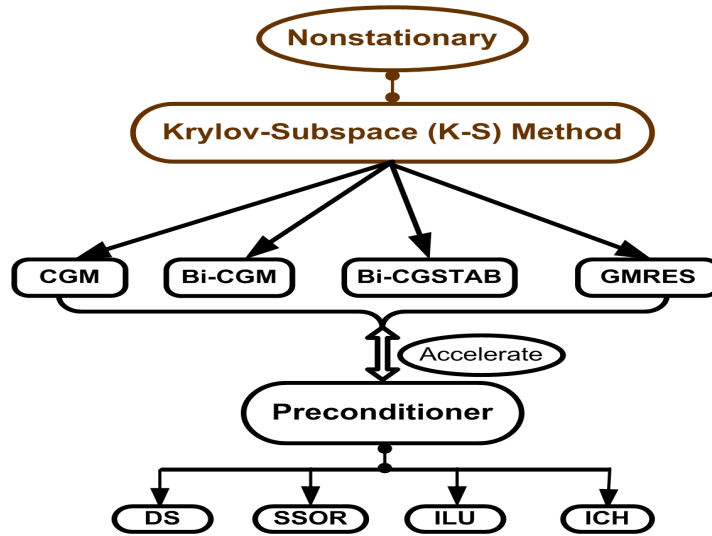 Nonstationary
Krylov-Subspace (K-S) Method
CGM
Bi-CGM
Bi-CGSTAB
GMRES
Accelerate
Preconditioner
DS
SSOR
ILU
ICH